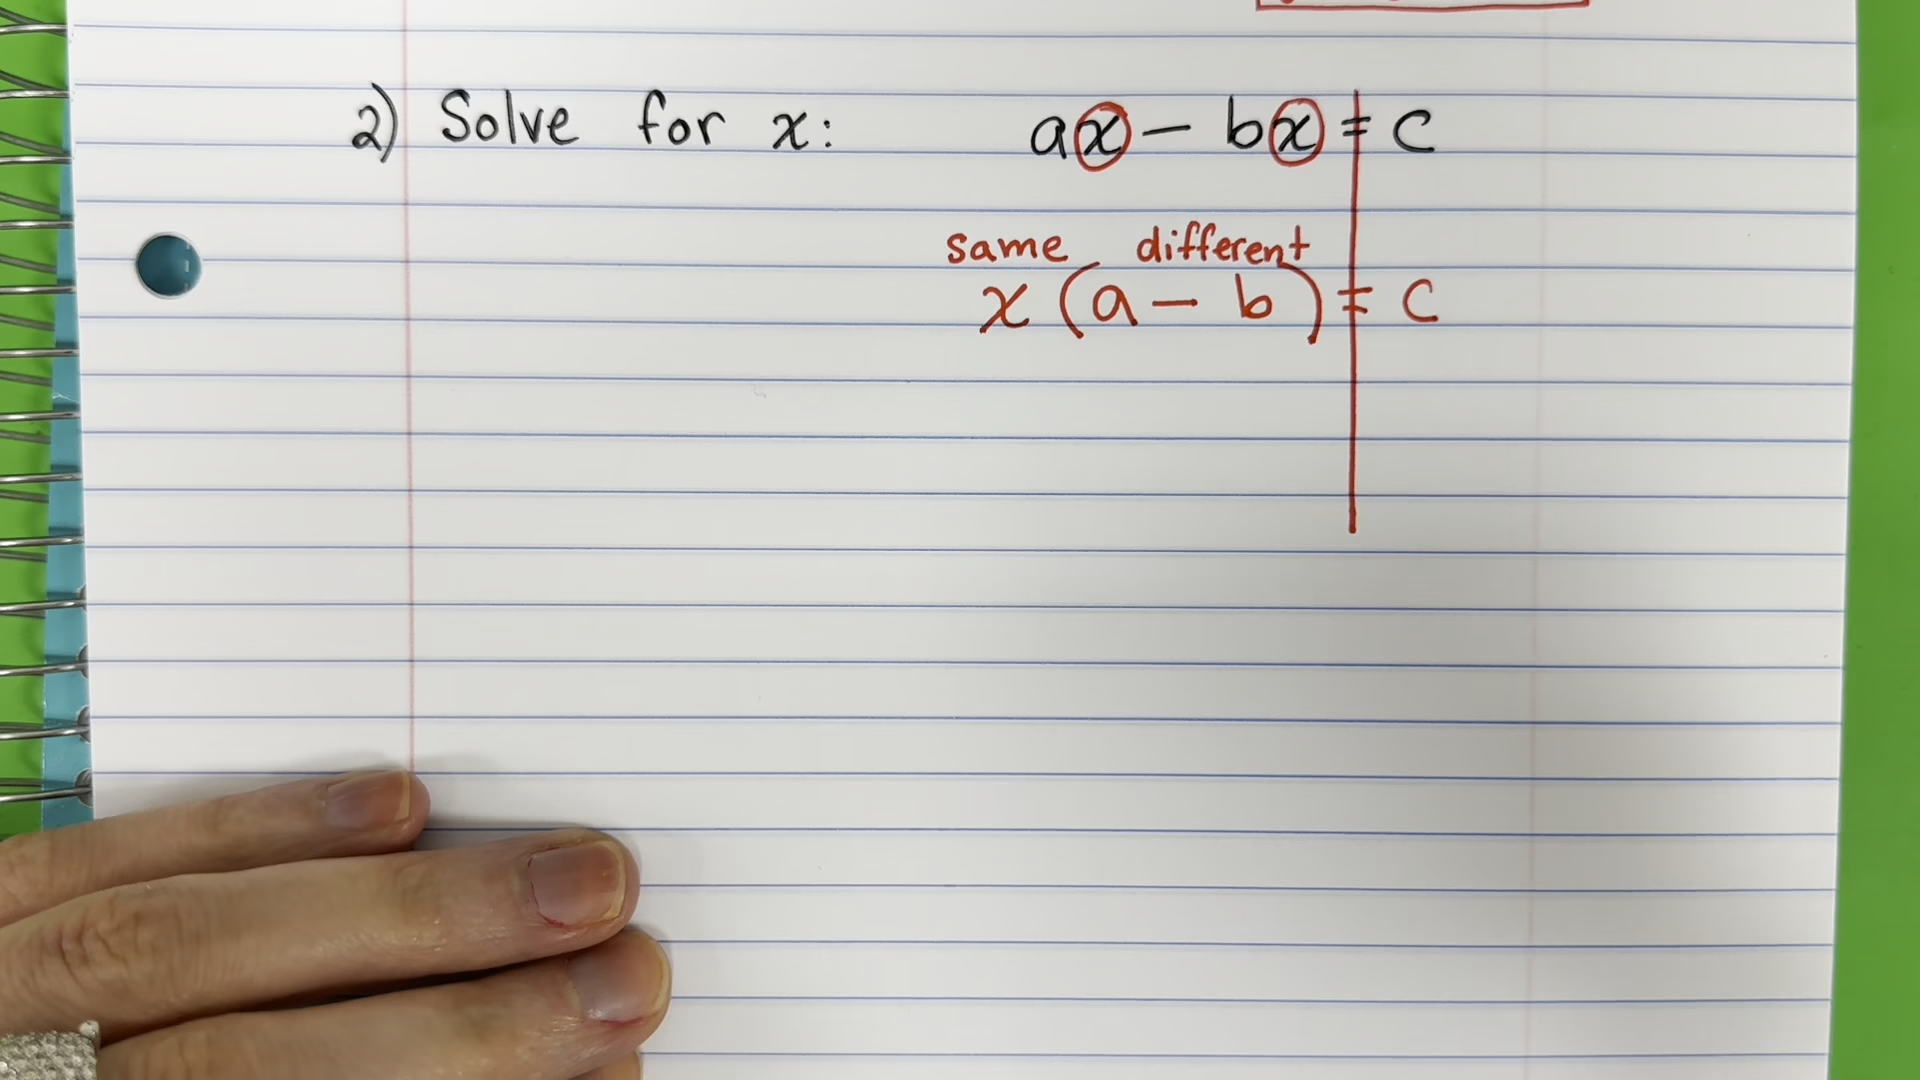 2) Solve for x: ax - bx = c
same different
x (a - b) = c